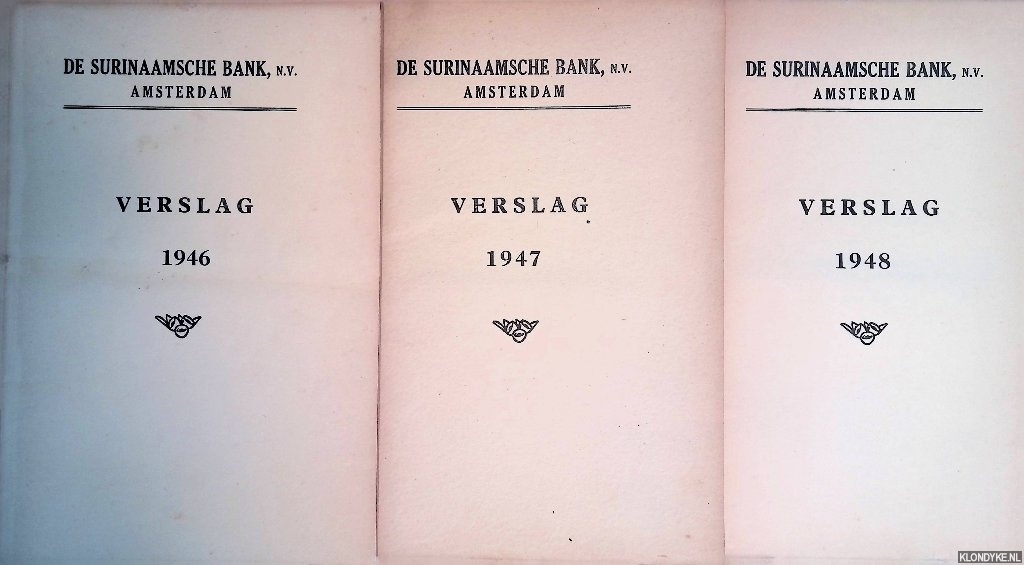 DE SURINAAMSCHE BANK, N.V.
AMSTERDAM
VERSLAG
1946
DE SURINAAMSCHE BANK, N.V.
AMSTERDAM
VERSLAG
1947
DE SURINAAMSCHE BANK, N.V.
AMSTERDAM
VERSLAG
1948
KLONDYKE.NL